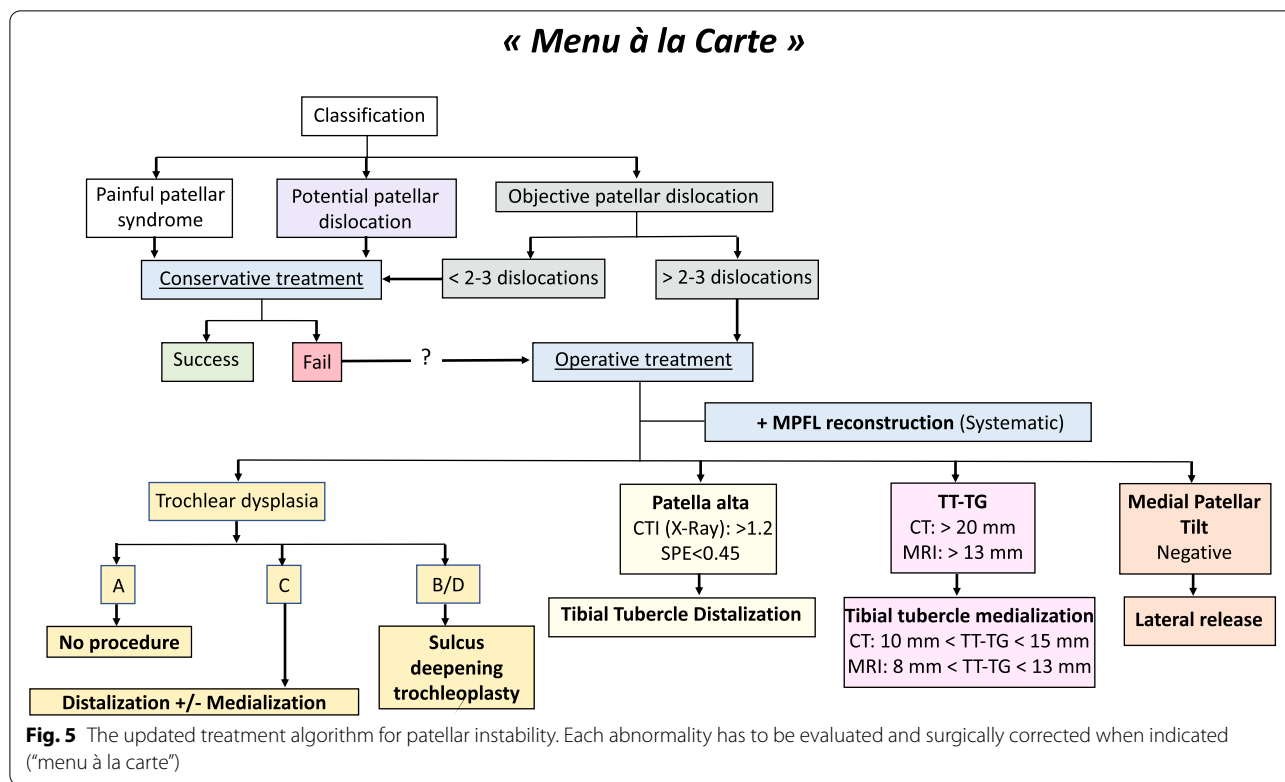 « Menu à la Carte »
Classification
Painful patellar
syndrome
Potential patellar
dislocation
Objective patellar dislocation
Conservative treatment
< 2-3 dislocations
> 2-3 dislocations
Success
Fail
?
Operative treatment
+ MPFL reconstruction (Systematic)
Trochlear dysplasia
A
C
B/D
No procedure
Distalization +/- Medialization
Sulcus
deepening
trochleoplasty
Patella alta
CTI (X-Ray): >1.2
SPE<0.45
Tibial Tubercle Distalization
TT-TG
CT: > 20 mm
MRI: > 13 mm
Tibial tubercle medialization
CT: 10 mm < TT-TG < 15 mm
MRI: 8 mm < TT-TG < 13 mm
Medial Patellar
Tilt
Negative
Lateral release
Fig. 5 The updated treatment algorithm for patellar instability. Each abnormality has to be evaluated and surgically corrected when indicated
(“menu à la carte”)